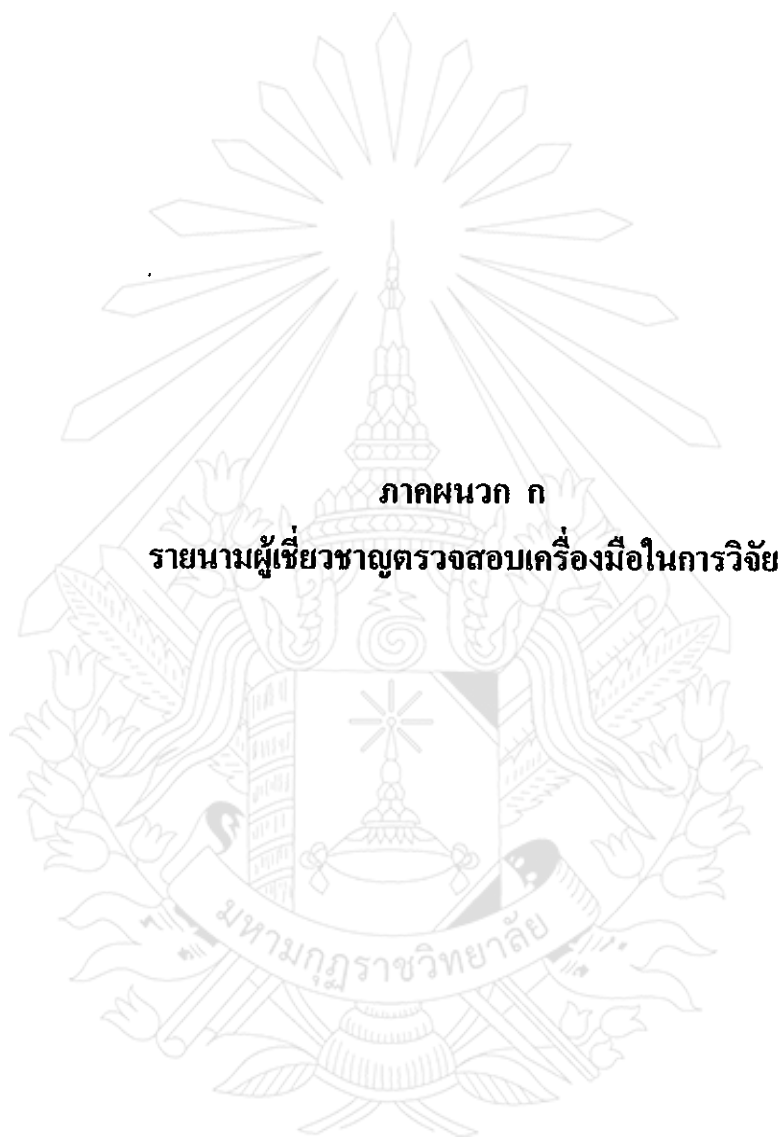 ภาคผนวก ก
รายนามผู้เชี่ยวชาญตรวจสอบเครื่องมือในการวิจัย
มหามกุฏราชวิทยาลัย